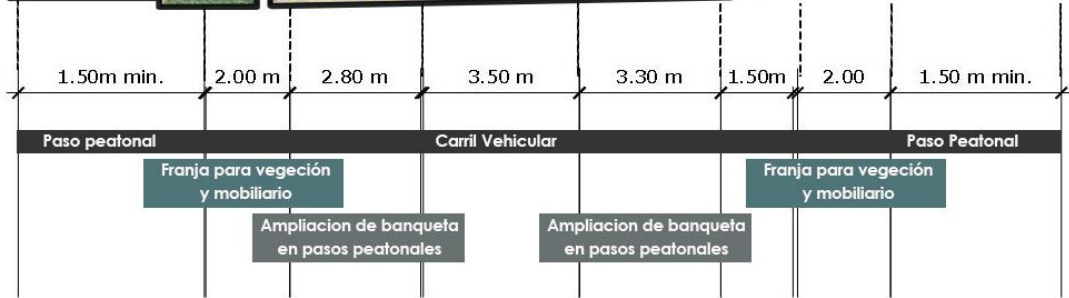 1.50m min. 2.00 m 2.80 m 3.50 m 3.30 m 1.50m 2.00 1.50 m min.
Paso peatonal Carril Vehicular Paso Peatonal
Franja para vegeción
y mobiliario
Franja para vegeción
y mobiliario
Ampliacion de banqueta
en pasos peatonales
Ampliacion de banqueta
en pasos peatonales